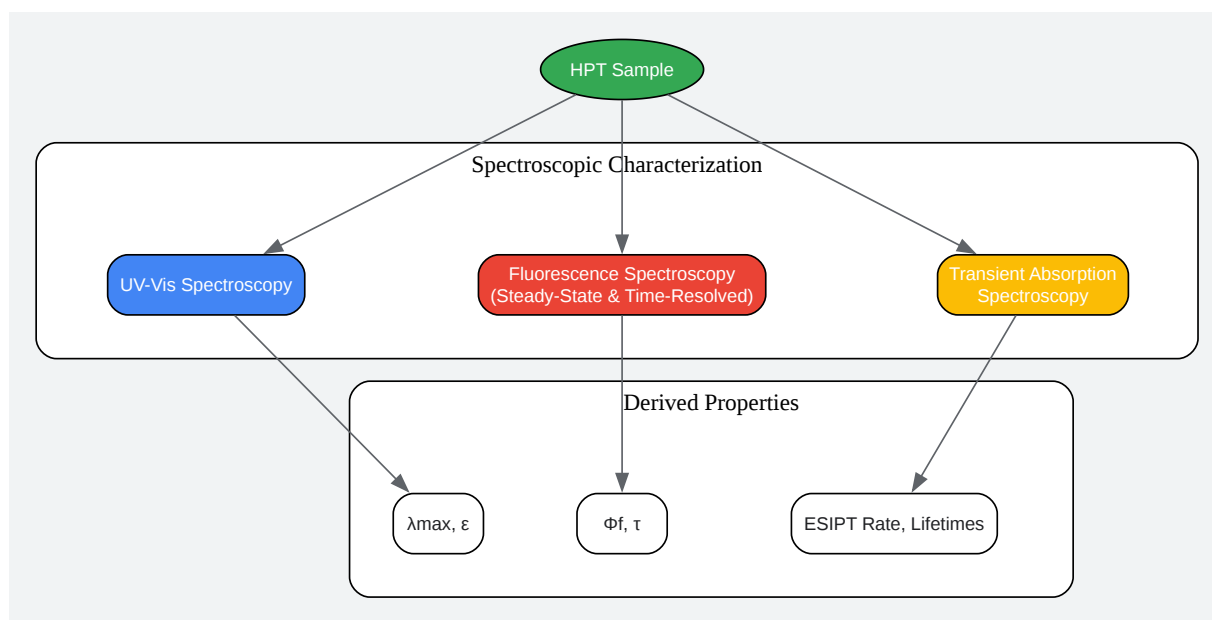 HPT Sample
Spectroscopic Characterization
UV-Vis Spectroscopy
Fluorescence Spectroscopy
(Steady-State & Time-Resolved)
Transient Absorption
Spectroscopy
Derived Properties
λmax, ε
Φf, τ
ESIPT Rate, Lifetimes